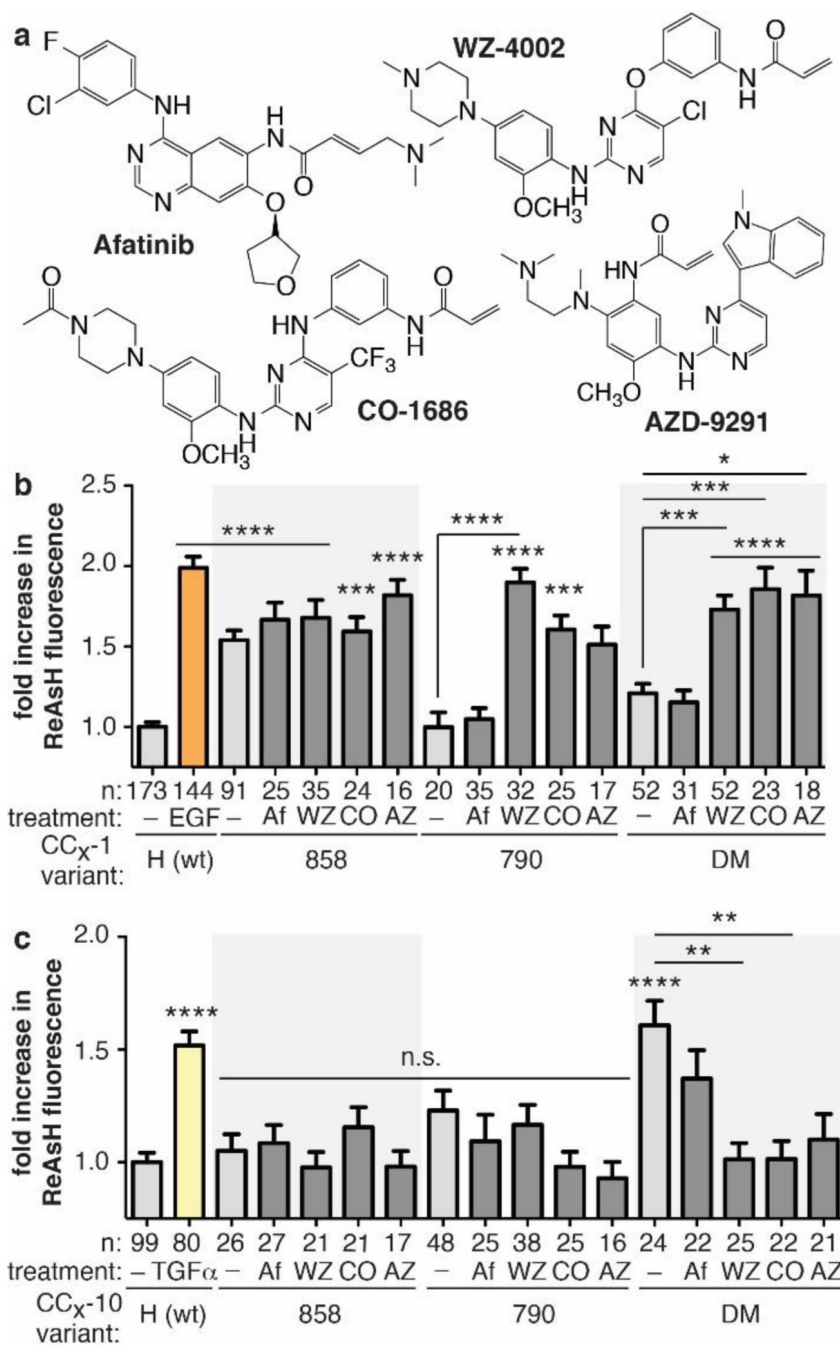 a
F
Cl
NH
N
N
H
N
O
N
O
O
Afatinib
WZ-4002
N
N
O
N
H
O
Cl
N
N
N
H
OCH3
O
N
N
N
H
N
H
O
CF3
N
N
N
H
OCH3
CO-1686
N
N
N
HN
O
N
N
N
H
CH3O
AZD-9291
b
fold increase in
ReAsH fluorescence
2.5
2.0
1.5
1.0
**** *** **** **** **** *** *** *** * ****
n: 173 144 91 25 35 24 16 20 35 32 25 17 52 31 52 23 18
treatment: – EGF – Af WZ CO AZ – Af WZ CO AZ – Af WZ CO AZ
CCX-1
variant: H (wt) 858 790 DM
c
fold increase in
ReAsH fluorescence
2.0
1.5
1.0
**** n.s. **** ** **
n: 99 80 26 27 21 21 17 48 25 38 25 16 24 22 25 22 21
treatment: – TGFα – Af WZ CO AZ – Af WZ CO AZ – Af WZ CO AZ
CCX-10
variant: H (wt) 858 790 DM